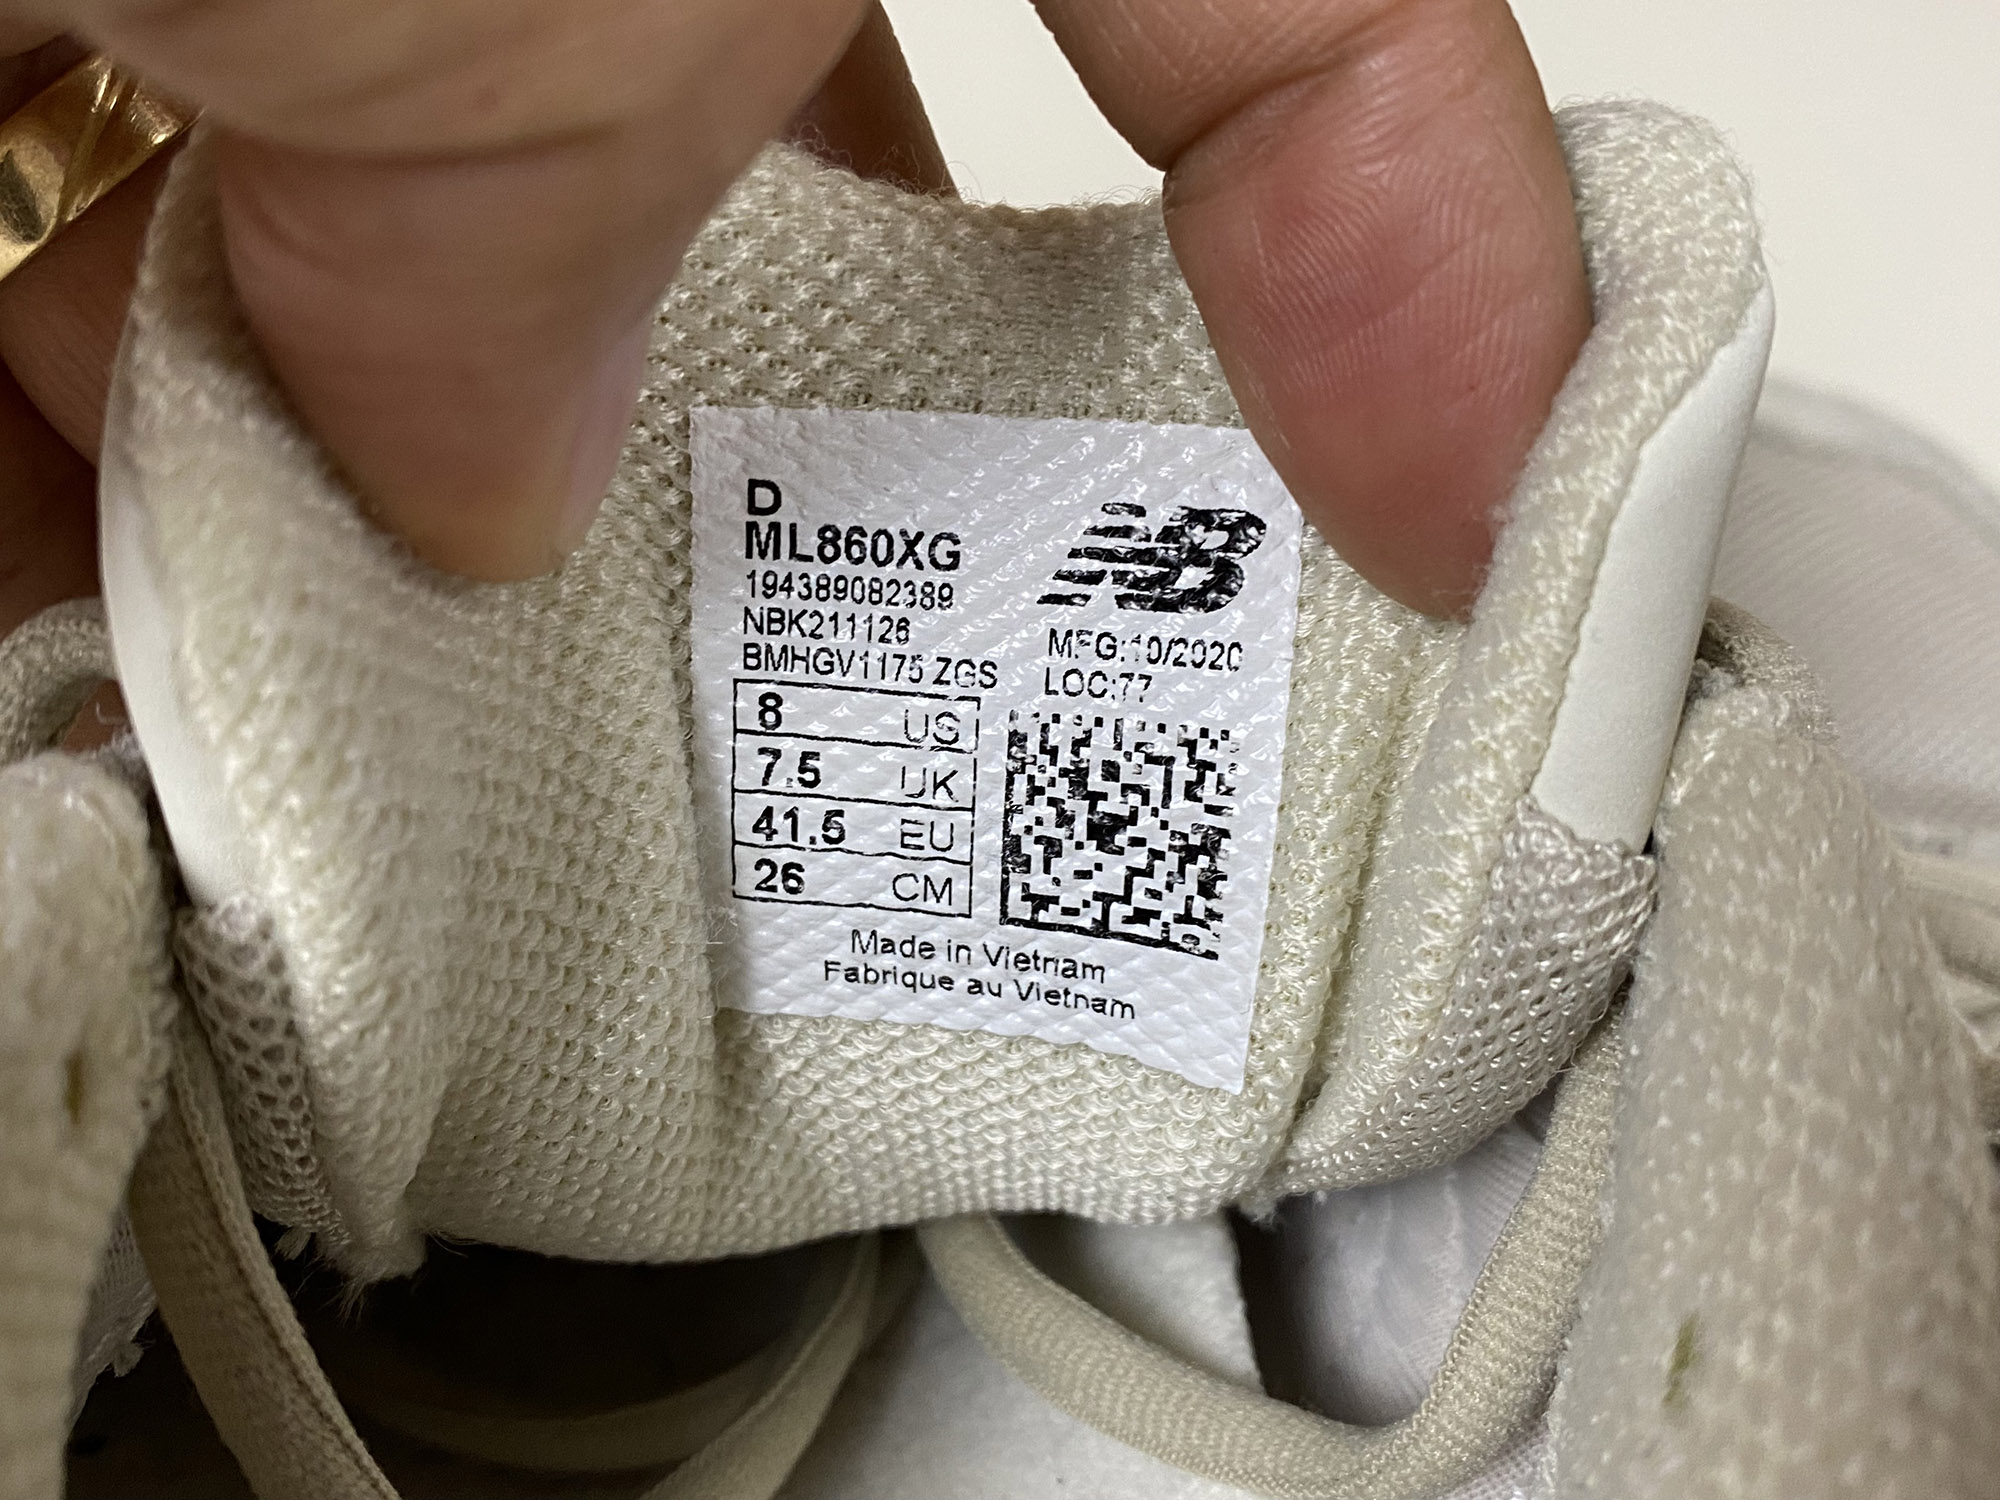 D
ML860XG
194389082389
NBK211126
BMHGV1175 ZGS
8 US
7.5 UK
41.5 EU
26 CM
NB
MFG:10/2020
LOC:77
Made in Vietnam
Fabrique au Vietnam